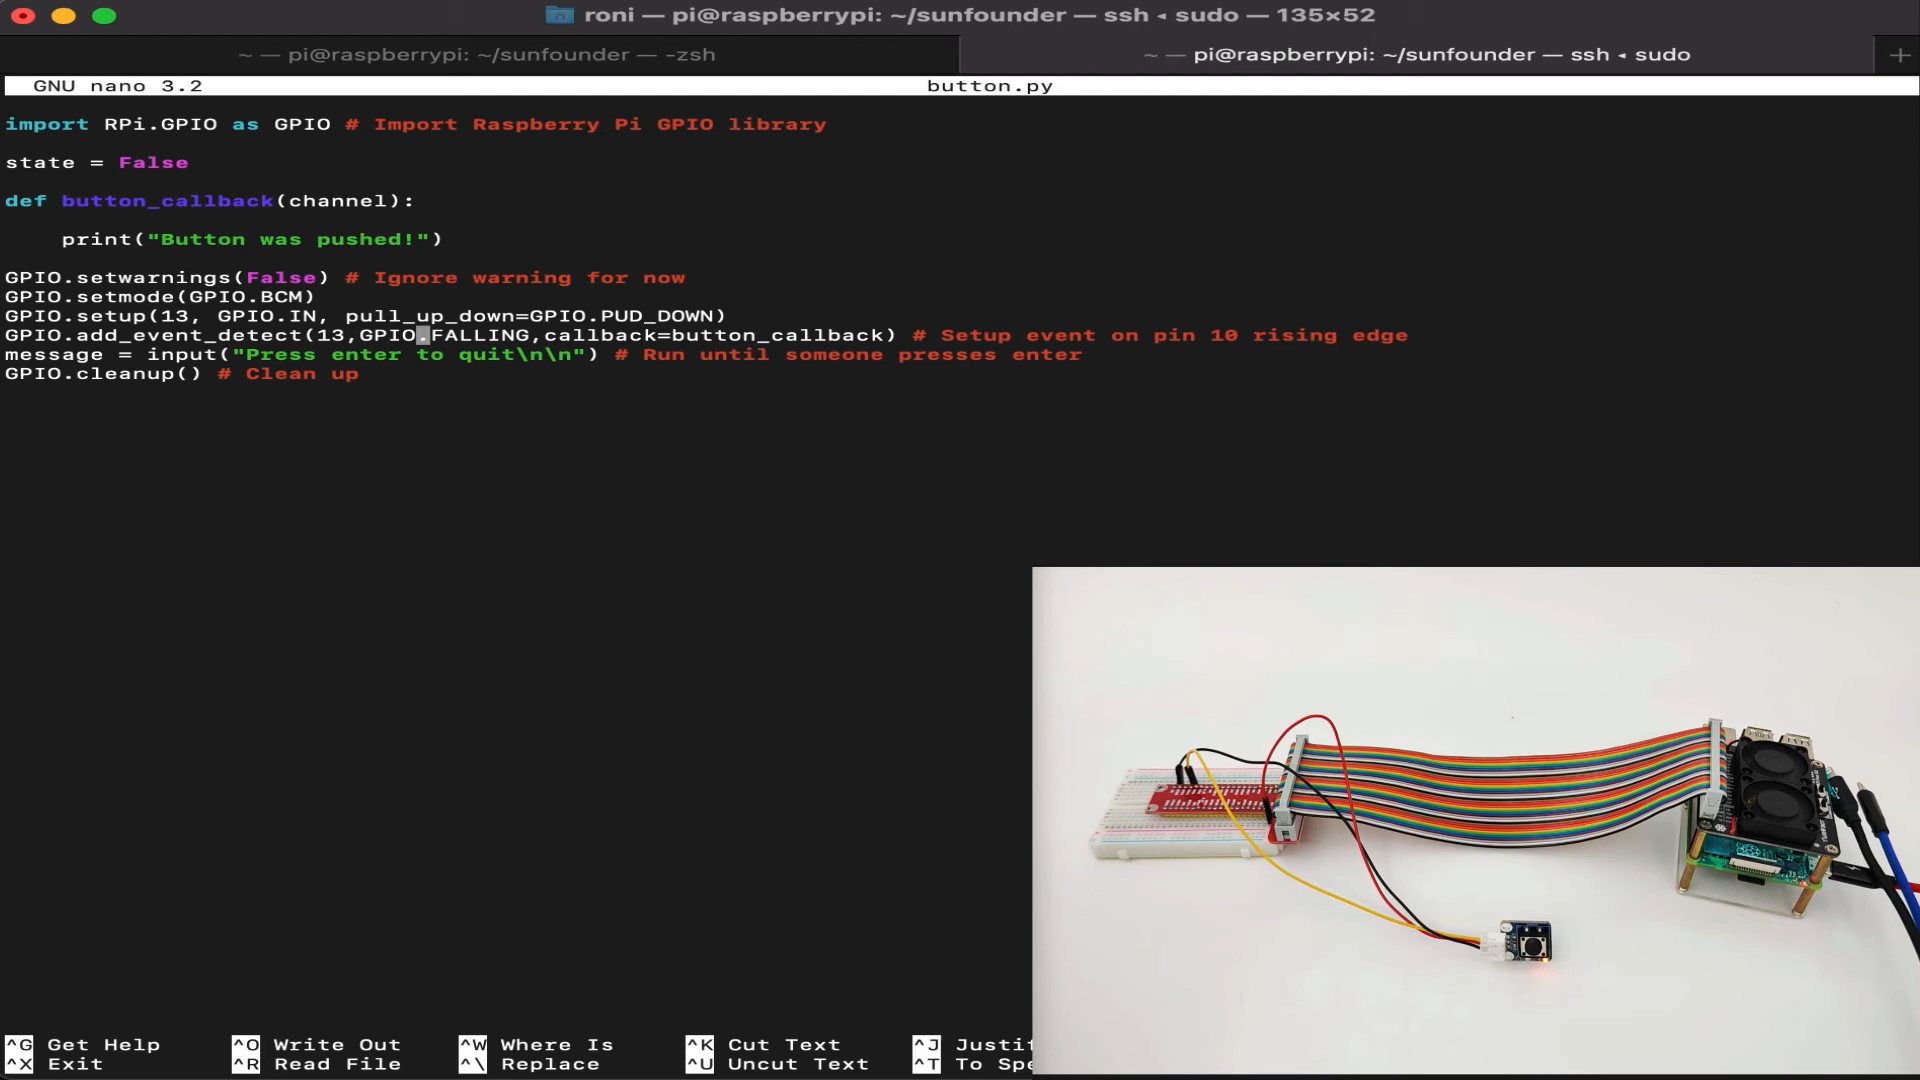 roni — pi@raspberrypi: ~/sunfounder — ssh ◂ sudo — 135×52
~ — pi@raspberrypi: ~/sunfounder — -zsh
~ — pi@raspberrypi: ~/sunfounder — ssh ◂ sudo
GNU nano 3.2 button.py
import RPi.GPIO as GPIO # Import Raspberry Pi GPIO library
state = False
def button_callback(channel):
    print("Button was pushed!")
GPIO.setwarnings(False) # Ignore warning for now
GPIO.setmode(GPIO.BCM)
GPIO.setup(13, GPIO.IN, pull_up_down=GPIO.PUD_DOWN)
GPIO.add_event_detect(13,GPIO.FALLING,callback=button_callback) # Setup event on pin 10 rising edge
message = input("Press enter to quit\n\n") # Run until someone presses enter
GPIO.cleanup() # Clean up
^G Get Help ^O Write Out ^W Where Is ^K Cut Text ^J Justif
^X Exit ^R Read File ^\ Replace ^U Uncut Text ^T To Spe